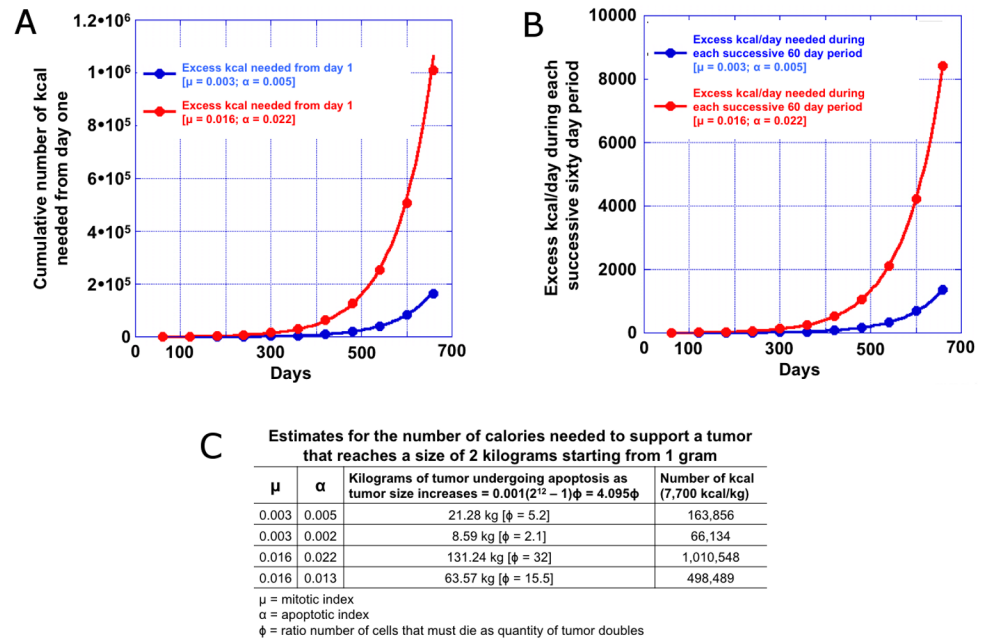 A
Cumulative number of kcal
needed from day one
1.2•10⁶
1•10⁶
8•10⁵
6•10⁵
4•10⁵
2•10⁵
0
Excess kcal needed from day 1
[μ = 0.003; α = 0.005]
Excess kcal needed from day 1
[μ = 0.016; α = 0.022]
0 100 300 500 700
Days
B
Excess kcal/day during each
successive sixty day period
10000
8000
6000
4000
2000
0
Excess kcal/day needed during
each successive 60 day period
[μ = 0.003; α = 0.005]
Excess kcal/day needed during
each successive 60 day period
[μ = 0.016; α = 0.022]
0 100 300 500 700
Days
C
Estimates for the number of calories needed to support a tumor
that reaches a size of 2 kilograms starting from 1 gram
μ α Kilograms of tumor undergoing apoptosis as Number of kcal
tumor size increases = 0.001(2¹² – 1)ϕ = 4.095ϕ (7,700 kcal/kg)
0.003 0.005 21.28 kg [ϕ = 5.2] 163,856
0.003 0.002 8.59 kg [ϕ = 2.1] 66,134
0.016 0.022 131.24 kg [ϕ = 32] 1,010,548
0.016 0.013 63.57 kg [ϕ = 15.5] 498,489
μ = mitotic index
α = apoptotic index
ϕ = ratio number of cells that must die as quantity of tumor doubles